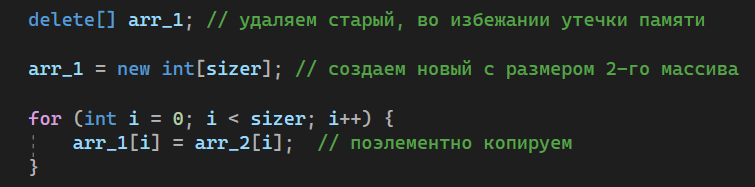 delete[] arr_1; // удаляем старый, во избежании утечки памяти
arr_1 = new int[sizer]; // создаем новый с размером 2-го массива
for (int i = 0; i < sizer; i++) {
arr_1[i] = arr_2[i];  // поэлементно копируем
}